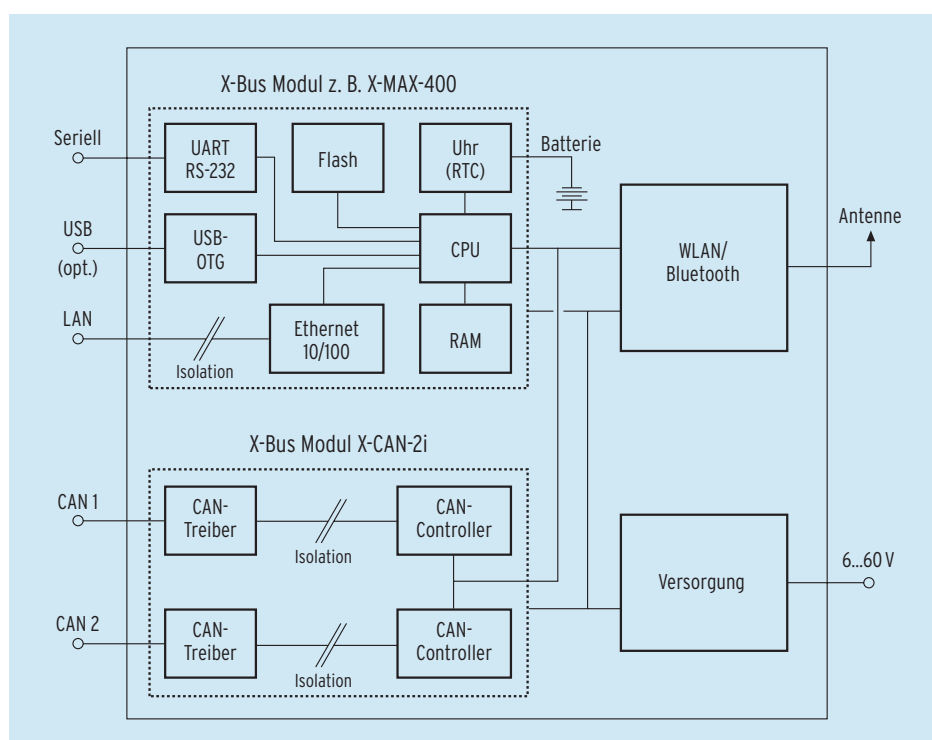 X-Bus Modul z. B. X-MAX-400
Seriell
UART
RS-232
Flash
Uhr
(RTC)
Batterie
USB
(opt.)
USB-
OTG
CPU
WLAN/
Bluetooth
Antenne
LAN
Isolation
Ethernet
10/100
RAM
X-Bus Modul X-CAN-2i
CAN 1
CAN-
Treiber
Isolation
CAN-
Controller
Versorgung
6...60 V
CAN 2
CAN-
Treiber
Isolation
CAN-
Controller